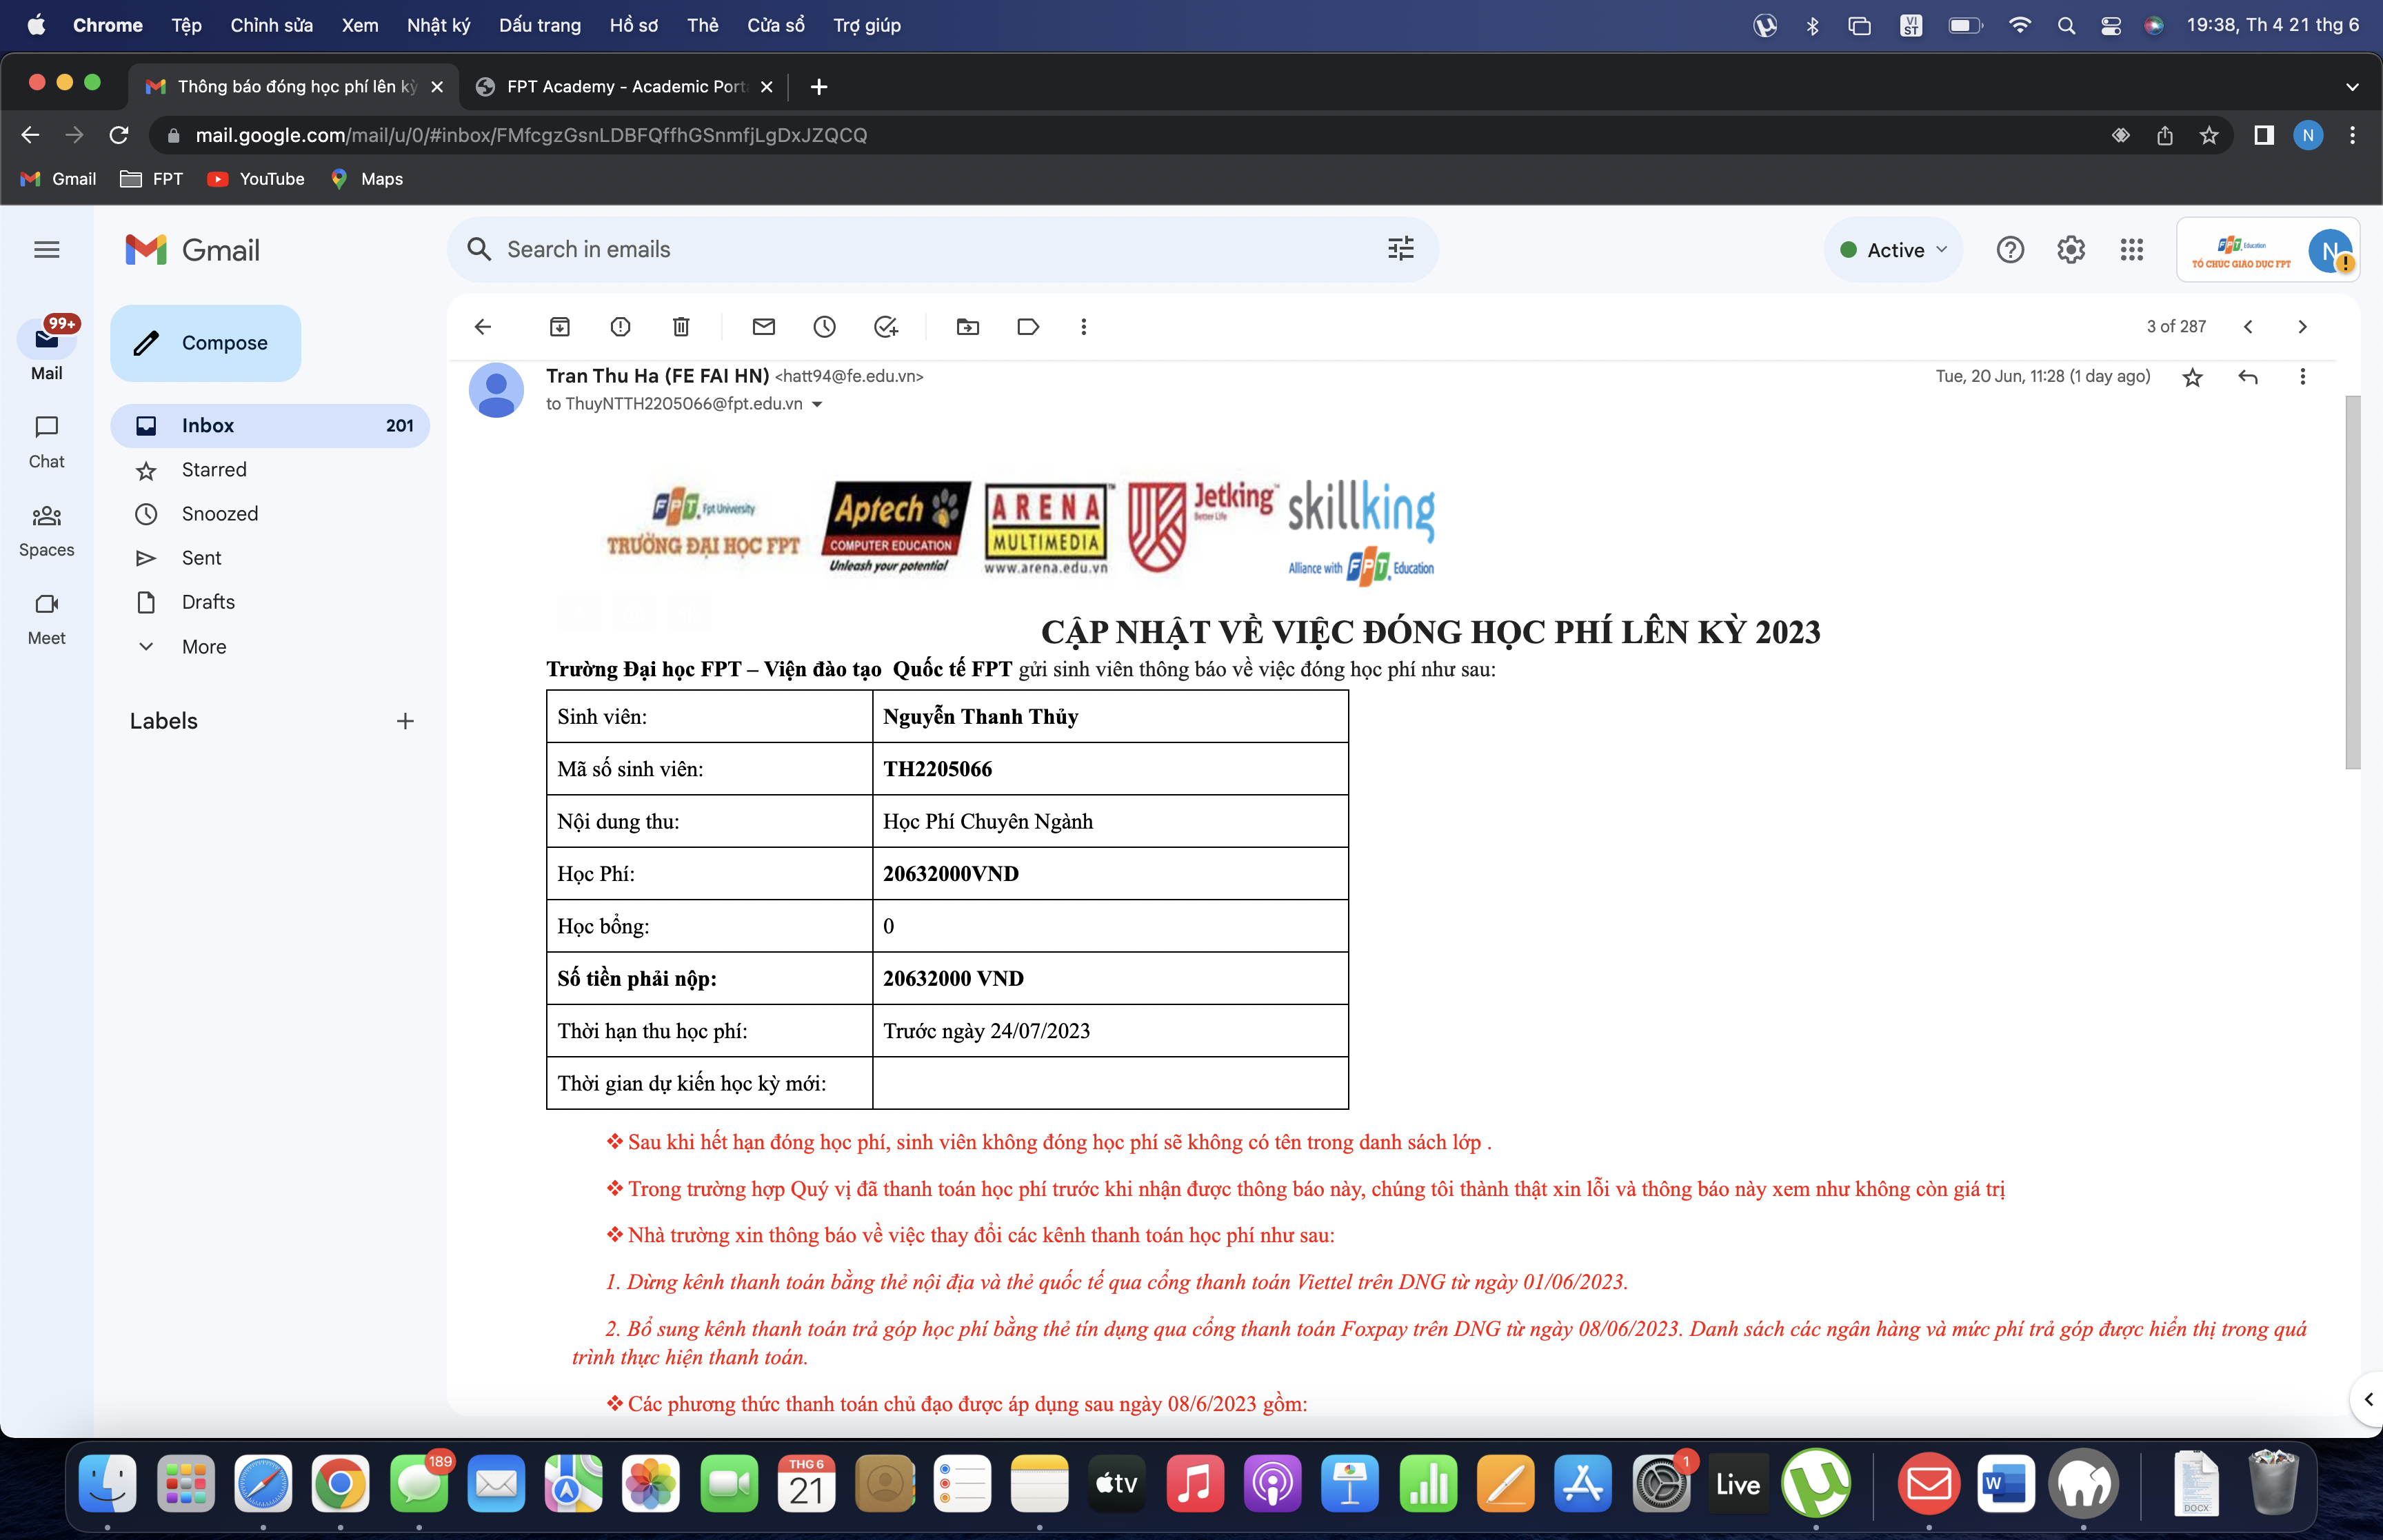 Chrome Tệp Chỉnh sửa Xem Nhật ký Dấu trang Hồ sơ Thẻ Cửa sổ Trợ giúp VI ST 19:38, Th 4 21 thg 6
Thông báo đóng học phí lên kỳ FPT Academy - Academic Port
mail.google.com/mail/u/0/#inbox/FMfcgzGsnLDBFQffhGSnmfjLgDxJZQCQ N
Gmail FPT YouTube Maps
Gmail Search in emails Active FPT Education N
TỔ CHỨC GIÁO DỤC FPT
99+
Mail
Chat
Spaces
Meet
Compose
Inbox 201
Starred
Snoozed
Sent
Drafts
More
Labels
3 of 287
Tran Thu Ha (FE FAI HN) <hatt94@fe.edu.vn> Tue, 20 Jun, 11:28 (1 day ago)
to ThuyNTTH2205066@fpt.edu.vn
FPT Fpt University
TRƯỜNG ĐẠI HỌC FPT
Aptech
COMPUTER EDUCATION
Unleash your potential
ARENA
MULTIMEDIA
www.arena.edu.vn
Jetking
Better Life
skillking
Alliance with FPT Education
CẬP NHẬT VỀ VIỆC ĐÓNG HỌC PHÍ LÊN KỲ 2023
Trường Đại học FPT – Viện đào tạo Quốc tế FPT gửi sinh viên thông báo về việc đóng học phí như sau:
Sinh viên: Nguyễn Thanh Thủy
Mã số sinh viên: TH2205066
Nội dung thu: Học Phí Chuyên Ngành
Học Phí: 20632000VND
Học bổng: 0
Số tiền phải nộp: 20632000 VND
Thời hạn thu học phí: Trước ngày 24/07/2023
Thời gian dự kiến học kỳ mới:
❖ Sau khi hết hạn đóng học phí, sinh viên không đóng học phí sẽ không có tên trong danh sách lớp .
❖ Trong trường hợp Quý vị đã thanh toán học phí trước khi nhận được thông báo này, chúng tôi thành thật xin lỗi và thông báo này xem như không còn giá trị
❖ Nhà trường xin thông báo về việc thay đổi các kênh thanh toán học phí như sau:
1. Dừng kênh thanh toán bằng thẻ nội địa và thẻ quốc tế qua cổng thanh toán Viettel trên DNG từ ngày 01/06/2023.
2. Bổ sung kênh thanh toán trả góp học phí bằng thẻ tín dụng qua cổng thanh toán Foxpay trên DNG từ ngày 08/06/2023. Danh sách các ngân hàng và mức phí trả góp được hiển thị trong quá
trình thực hiện thanh toán.
❖ Các phương thức thanh toán chủ đạo được áp dụng sau ngày 08/6/2023 gồm:
189 THG 6 21 tv 1 Live W DOCX